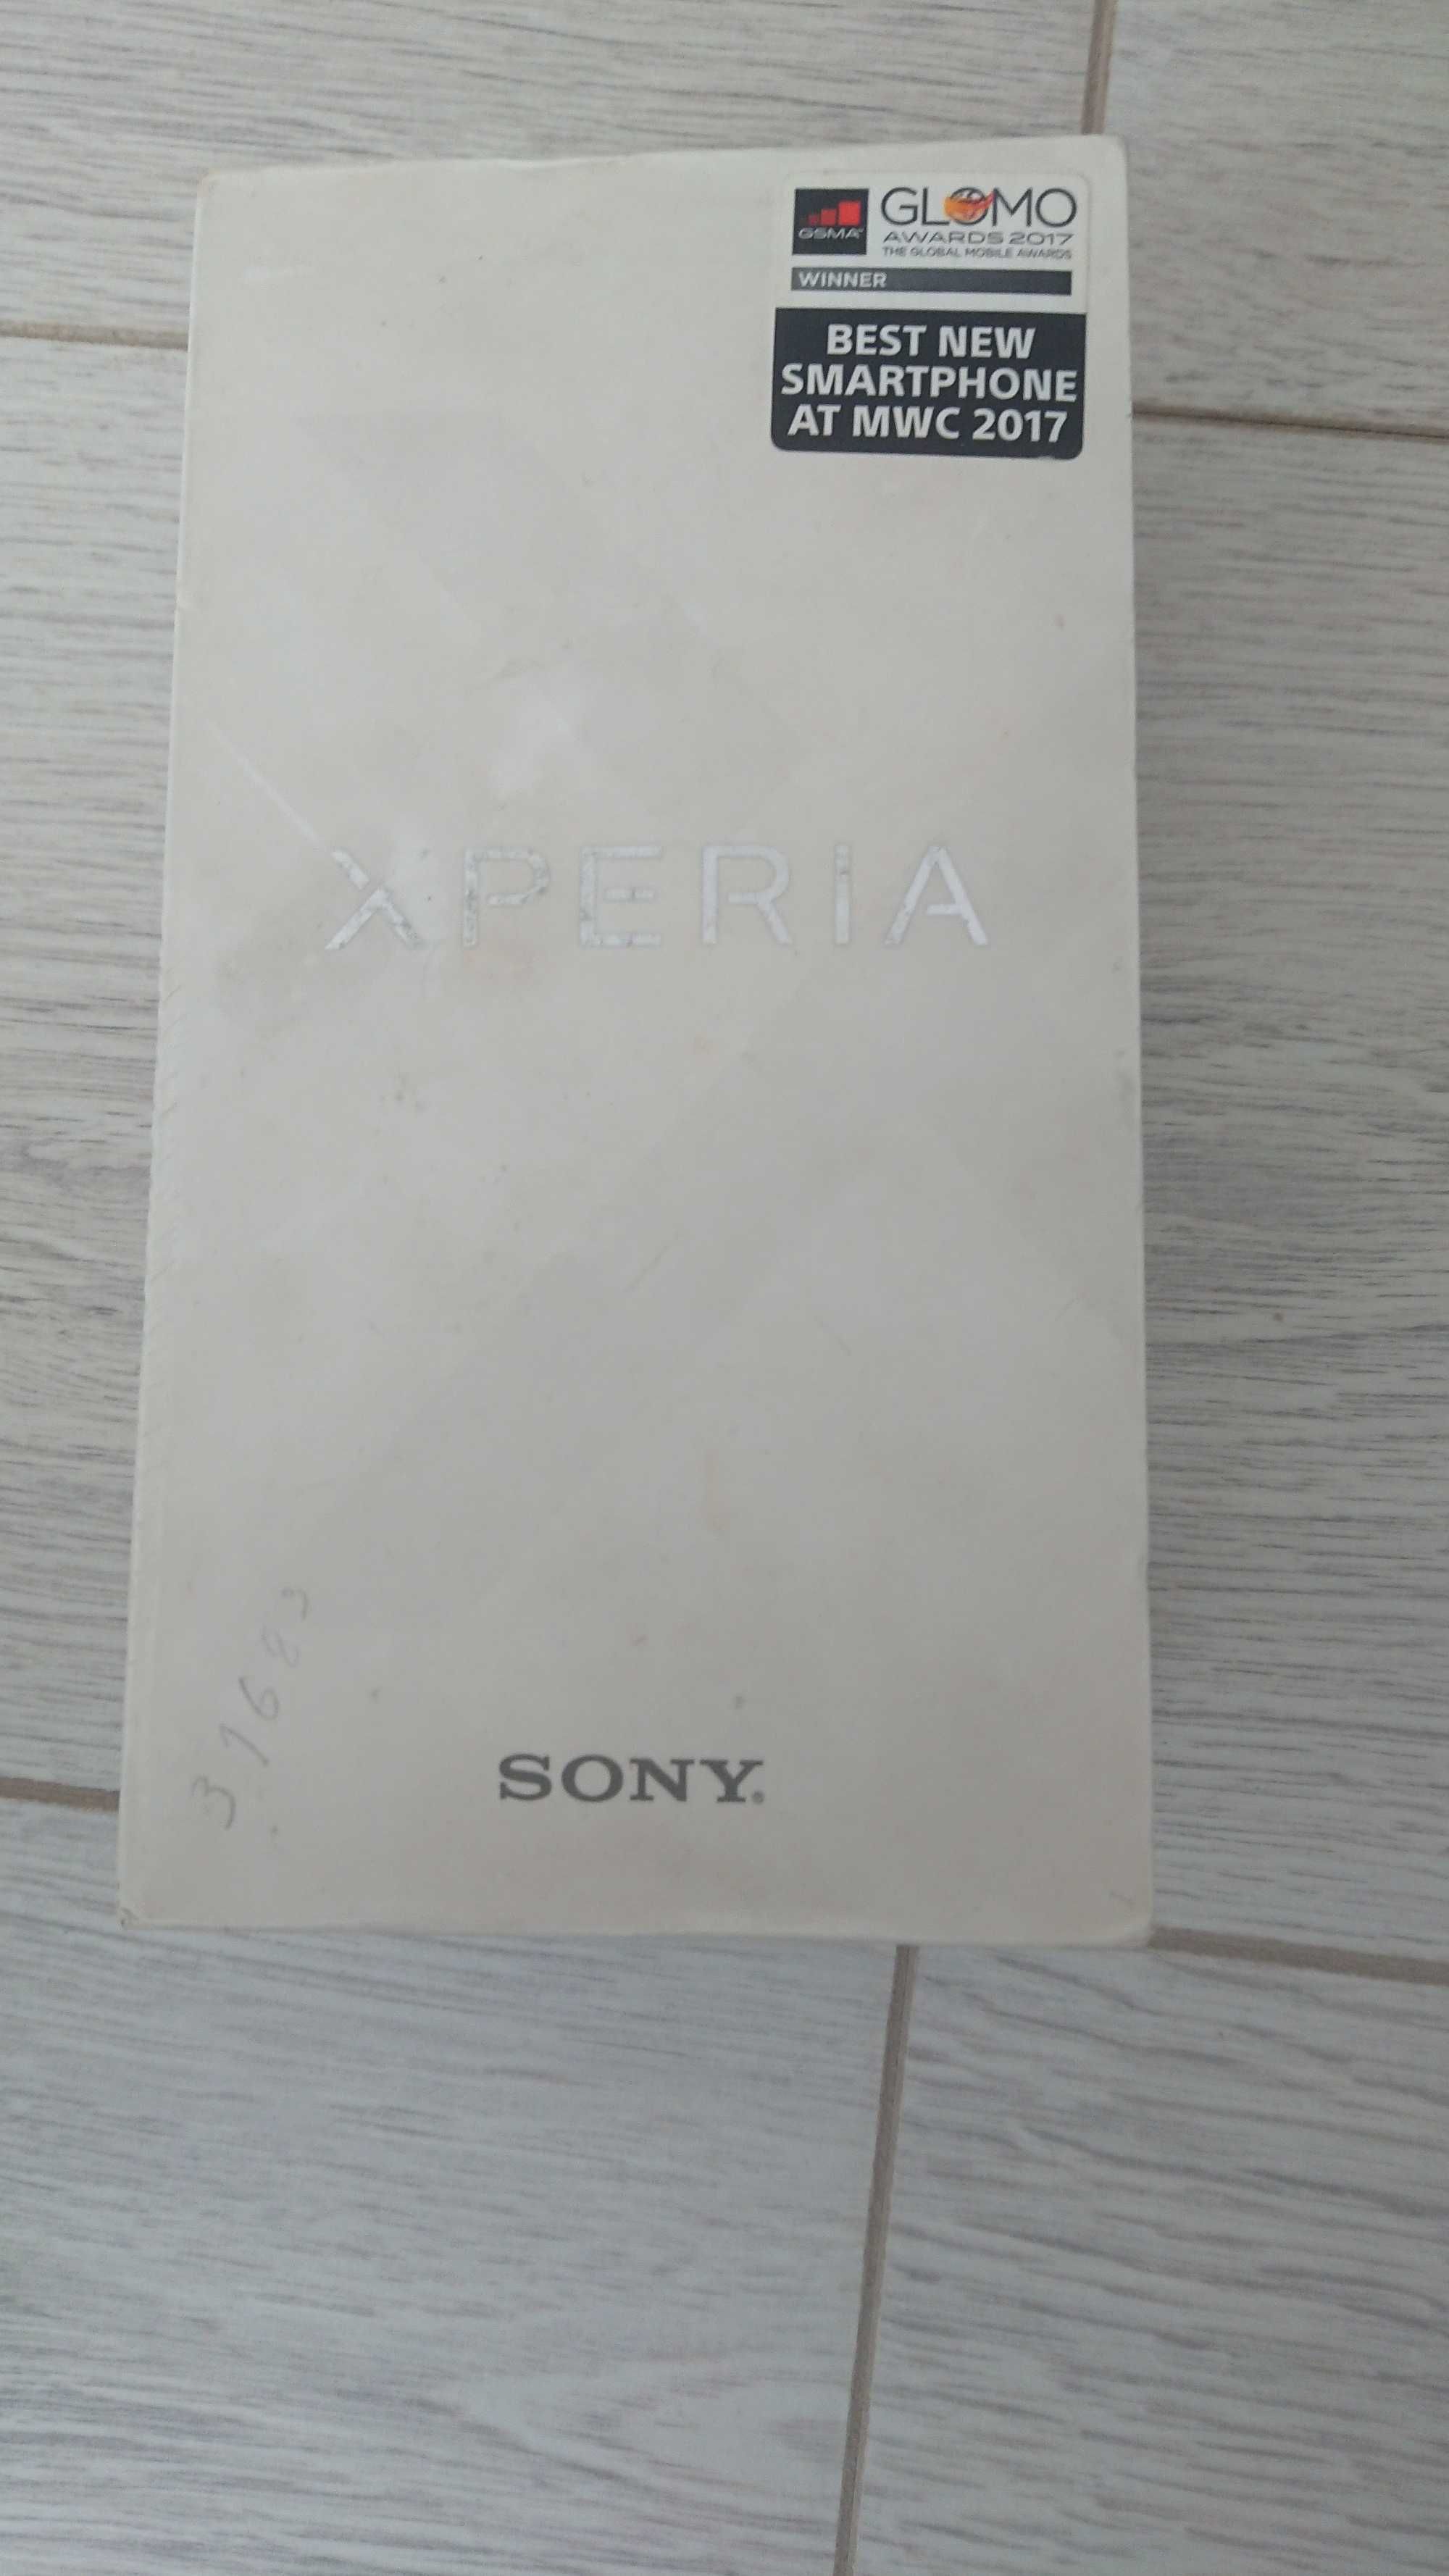 GSMA
GLOMO
AWARDS 2017
THE GLOBAL MOBILE AWARDS
WINNER
BEST NEW
SMARTPHONE
AT MWC 2017
XPERIA
31683
SONY